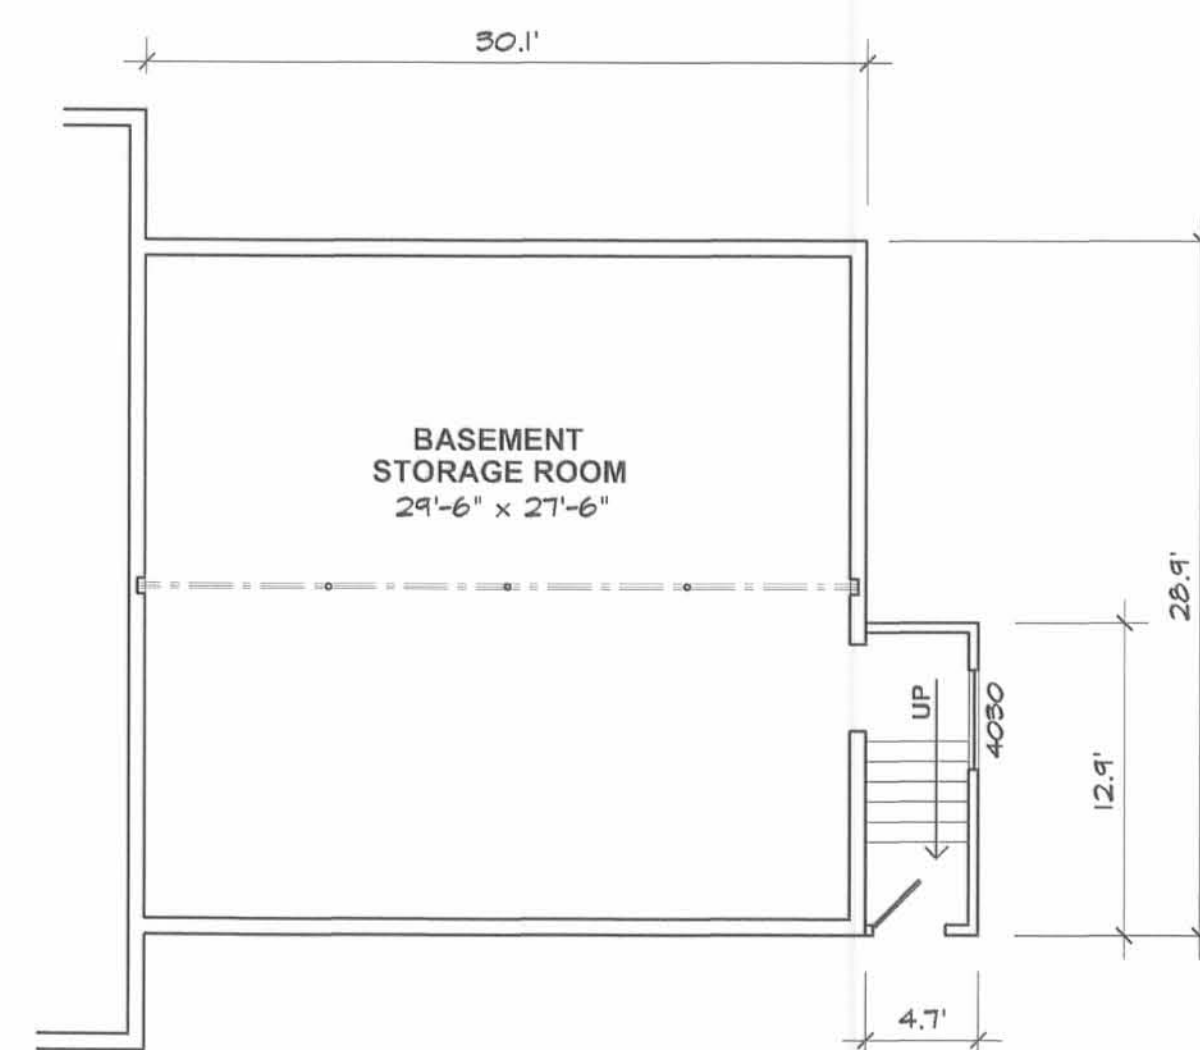 30.1'
BASEMENT
STORAGE ROOM
29'-6" x 27'-6"
28.9'
UP
4030
12.9'
4.7'